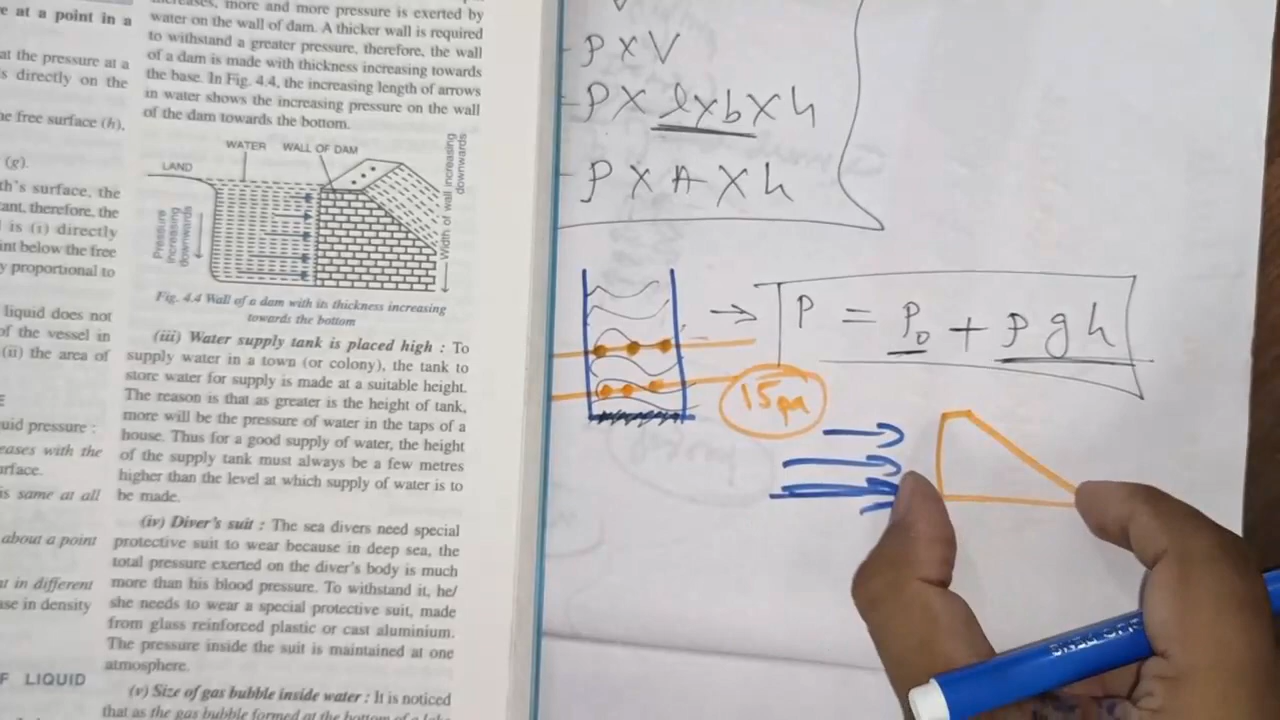 e at a point in a
at the pressure at a
s directly on the
he free surface (h),
(g).
th's surface, the
tant, therefore, the
is (i) directly
int below the free
y proportional to
liquid does not
of the vessel in
(ii) the area of
E
quid pressure :
eases with the
rface.
is same at all
about a point
t in different
ase in density
F LIQUID
increases, more and more pressure is exerted by
water on the wall of dam. A thicker wall is required
to withstand a greater pressure, therefore, the wall
of a dam is made with thickness increasing towards
the base. In Fig. 4.4, the increasing length of arrows
in water shows the increasing pressure on the wall
of the dam towards the bottom.
WATER WALL OF DAM
LAND
Pressure increasing downwards
Width of wall increasing downwards
Fig. 4.4 Wall of a dam with its thickness increasing
towards the bottom
(iii) Water supply tank is placed high : To
supply water in a town (or colony), the tank to
store water for supply is made at a suitable height.
The reason is that as greater is the height of tank,
more will be the pressure of water in the taps of a
house. Thus for a good supply of water, the height
of the supply tank must always be a few metres
higher than the level at which supply of water is to
be made.
(iv) Diver's suit : The sea divers need special
protective suit to wear because in deep sea, the
total pressure exerted on the diver's body is much
more than his blood pressure. To withstand it, he/
she needs to wear a special protective suit, made
from glass reinforced plastic or cast aluminium.
The pressure inside the suit is maintained at one
atmosphere.
(v) Size of gas bubble inside water : It is noticed
that as the gas bubble formed at the bottom of a lake
V
ρ × V
ρ × l × b × h
ρ × A × h
→ P = P₀ + ρgh